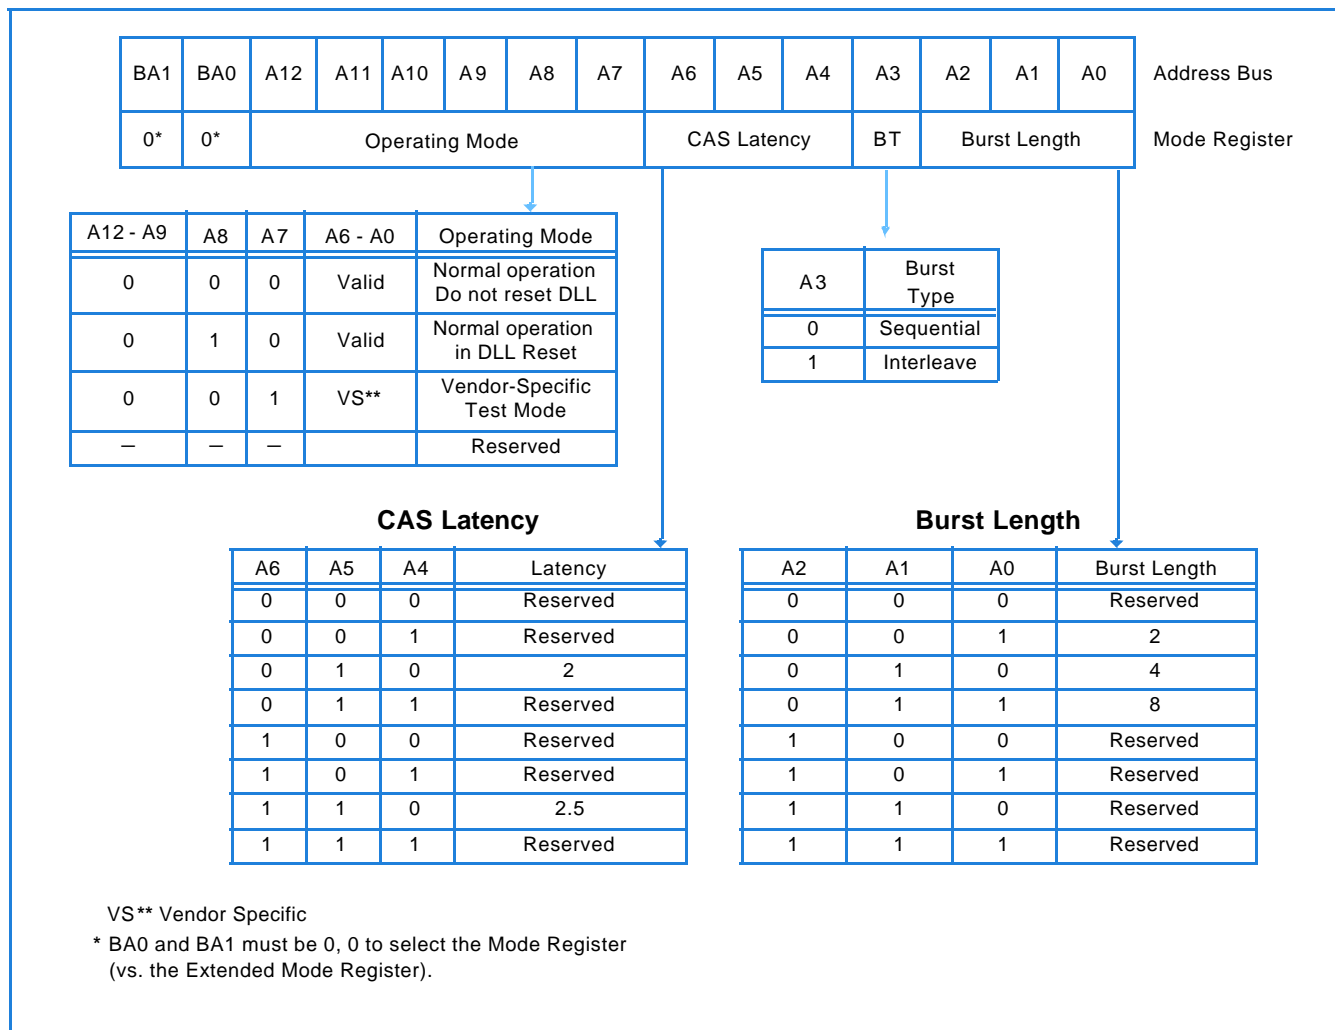 BA1 BA0 A12 A11 A10 A9 A8 A7 A6 A5 A4 A3 A2 A1 A0 Address Bus
0* 0* Operating Mode CAS Latency BT Burst Length Mode Register
A12 - A9 A8 A7 A6 - A0 Operating Mode
0 0 0 Valid Normal operation
Do not reset DLL
0 1 0 Valid Normal operation
in DLL Reset
0 0 1 VS** Vendor-Specific
Test Mode
— — — Reserved
A3 Burst
Type
0 Sequential
1 Interleave
CAS Latency
A6 A5 A4 Latency
0 0 0 Reserved
0 0 1 Reserved
0 1 0 2
0 1 1 Reserved
1 0 0 Reserved
1 0 1 Reserved
1 1 0 2.5
1 1 1 Reserved
Burst Length
A2 A1 A0 Burst Length
0 0 0 Reserved
0 0 1 2
0 1 0 4
0 1 1 8
1 0 0 Reserved
1 0 1 Reserved
1 1 0 Reserved
1 1 1 Reserved
VS** Vendor Specific
* BA0 and BA1 must be 0, 0 to select the Mode Register
(vs. the Extended Mode Register).